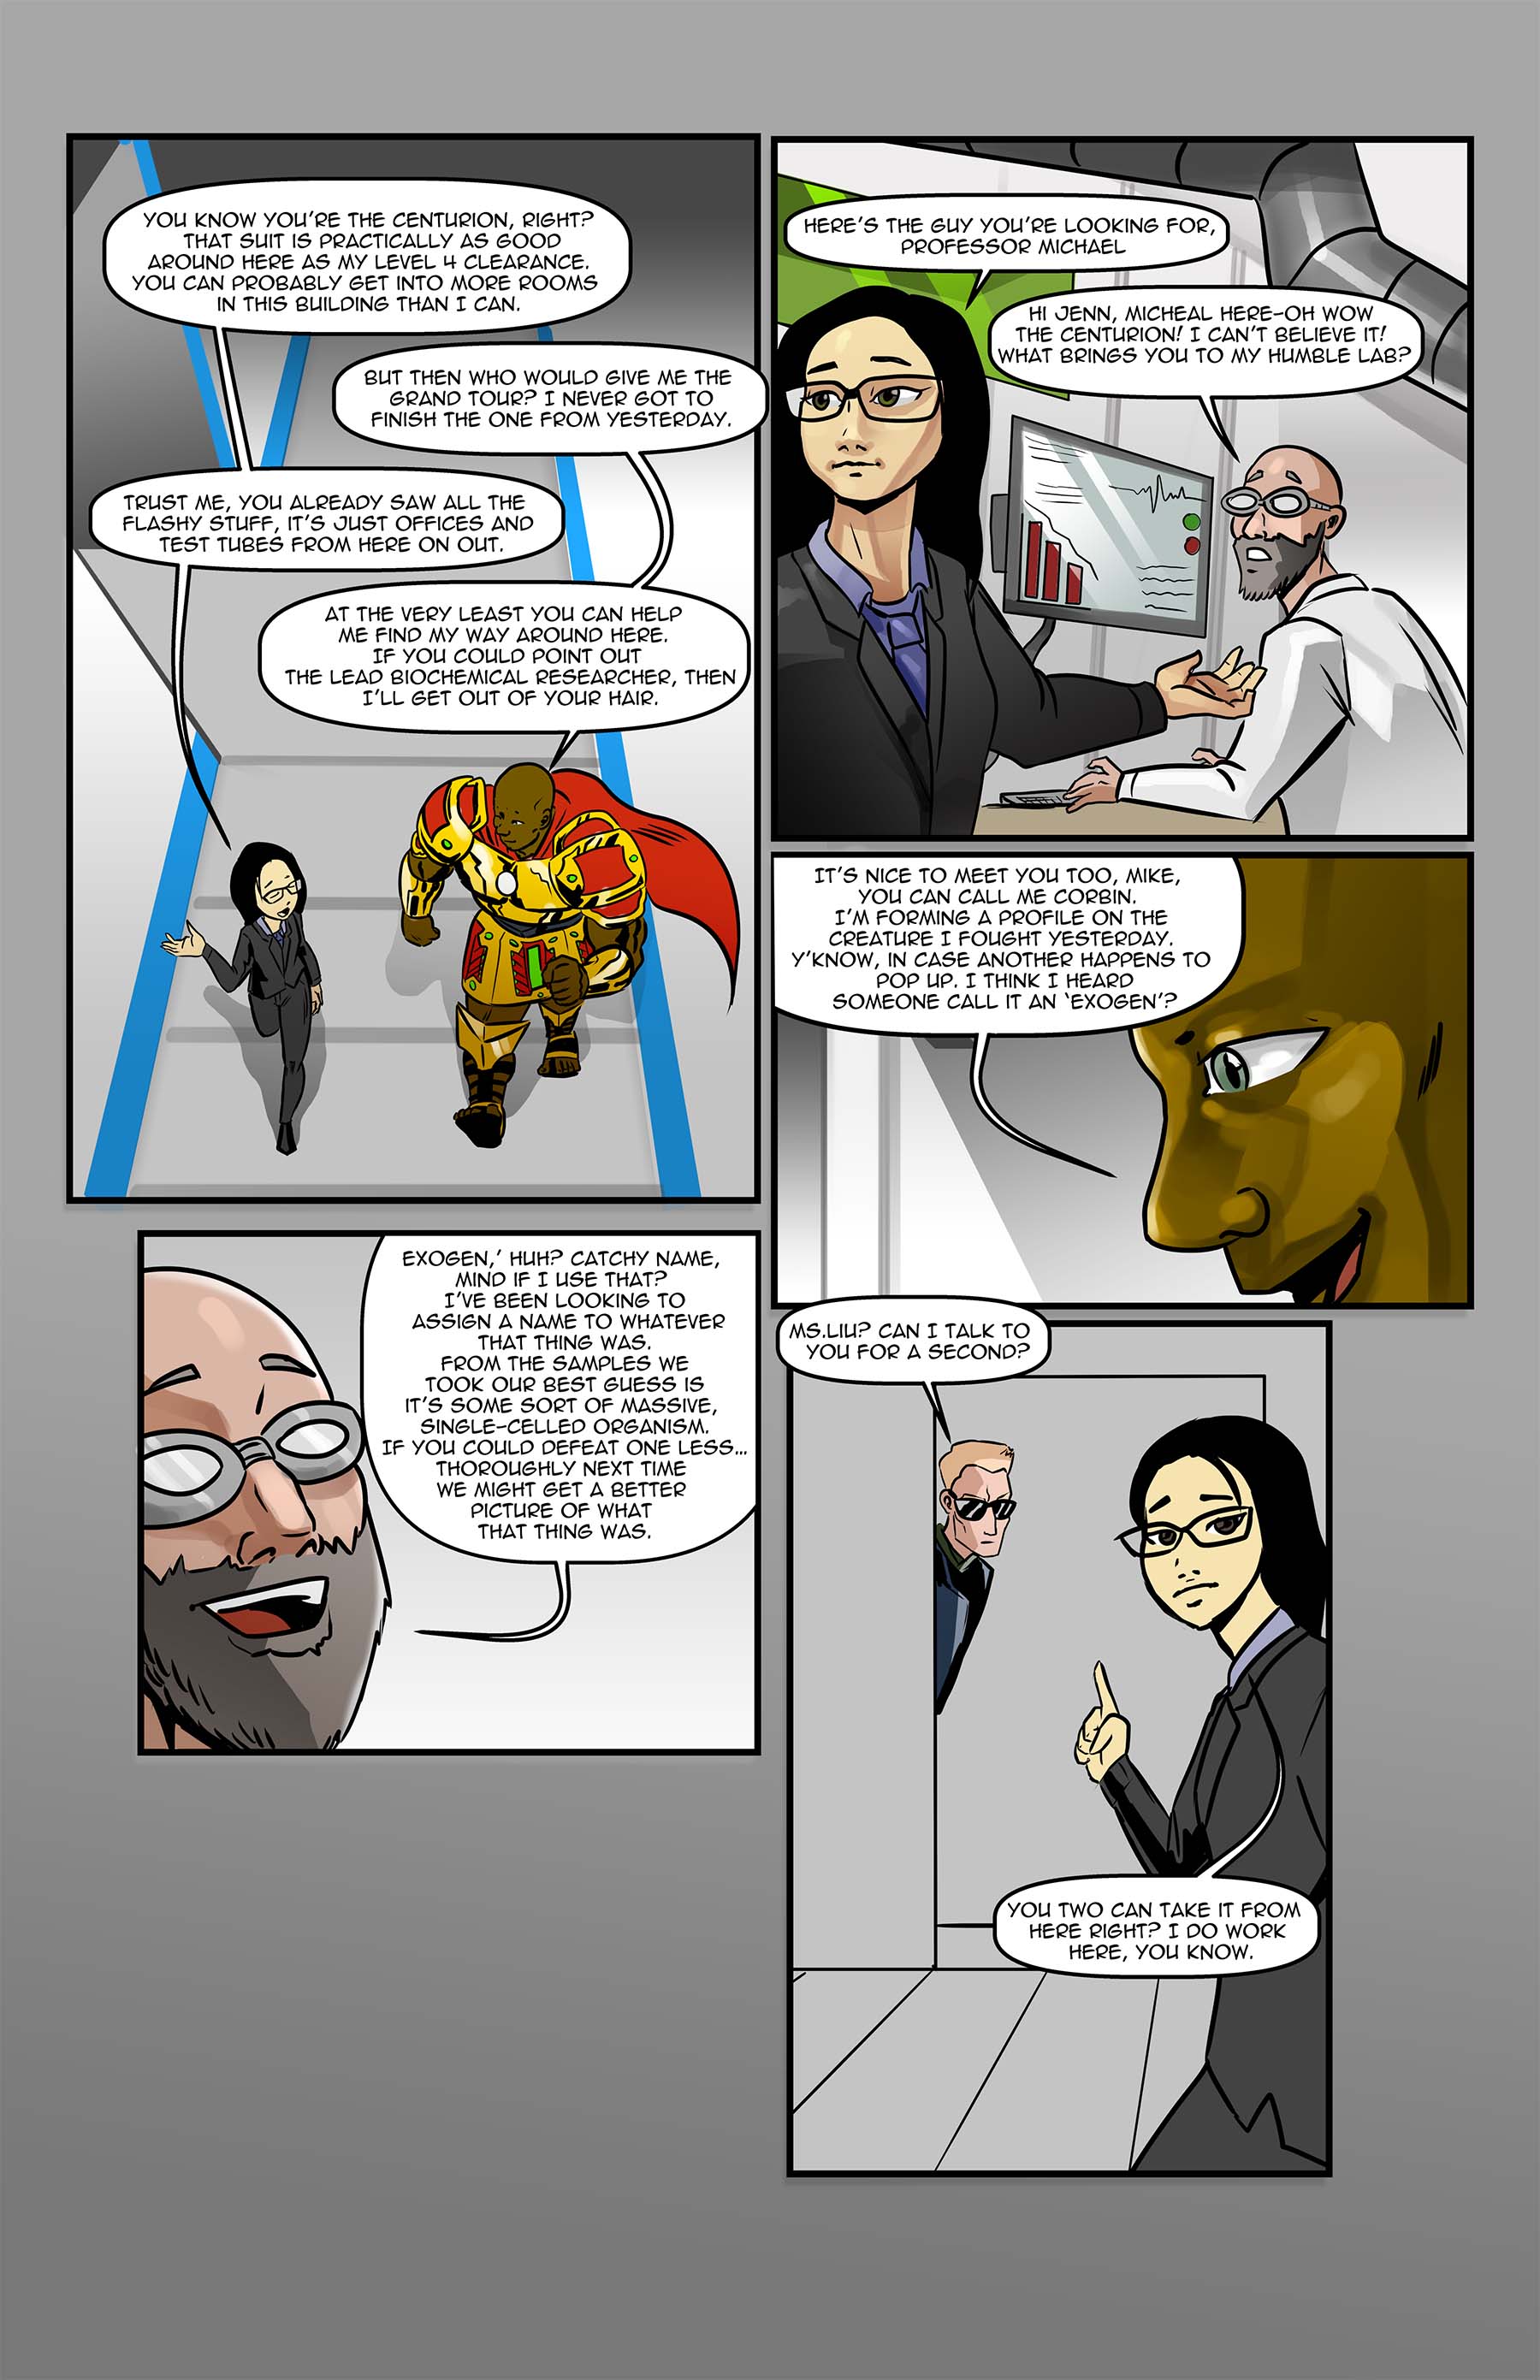 YOU KNOW YOU'RE THE CENTURION, RIGHT?
THAT SUIT IS PRACTICALLY AS GOOD
AROUND HERE AS MY LEVEL 4 CLEARANCE.
YOU CAN PROBABLY GET INTO MORE ROOMS
IN THIS BUILDING THAN I CAN.
BUT THEN WHO WOULD GIVE ME THE
GRAND TOUR? I NEVER GOT TO
FINISH THE ONE FROM YESTERDAY.
TRUST ME, YOU ALREADY SAW ALL THE
FLASHY STUFF, IT'S JUST OFFICES AND
TEST TUBES FROM HERE ON OUT.
AT THE VERY LEAST YOU CAN HELP
ME FIND MY WAY AROUND HERE.
IF YOU COULD POINT OUT
THE LEAD BIOCHEMICAL RESEARCHER, THEN
I'LL GET OUT OF YOUR HAIR.
HERE'S THE GUY YOU'RE LOOKING FOR,
PROFESSOR MICHAEL
HI JENN, MICHEAL HERE-OH WOW
THE CENTURION! I CAN'T BELIEVE IT!
WHAT BRINGS YOU TO MY HUMBLE LAB?
IT'S NICE TO MEET YOU TOO, MIKE,
YOU CAN CALL ME CORBIN.
I'M FORMING A PROFILE ON THE
CREATURE I FOUGHT YESTERDAY.
Y'KNOW, IN CASE ANOTHER HAPPENS TO
POP UP. I THINK I HEARD
SOMEONE CALL IT AN 'EXOGEN'?
EXOGEN,' HUH? CATCHY NAME,
MIND IF I USE THAT?
I'VE BEEN LOOKING TO
ASSIGN A NAME TO WHATEVER
THAT THING WAS.
FROM THE SAMPLES WE
TOOK OUR BEST GUESS IS
IT'S SOME SORT OF MASSIVE,
SINGLE-CELLED ORGANISM.
IF YOU COULD DEFEAT ONE LESS...
THOROUGHLY NEXT TIME
WE MIGHT GET A BETTER
PICTURE OF WHAT
THAT THING WAS.
MS.LIU? CAN I TALK TO
YOU FOR A SECOND?
YOU TWO CAN TAKE IT FROM
HERE RIGHT? I DO WORK
HERE, YOU KNOW.